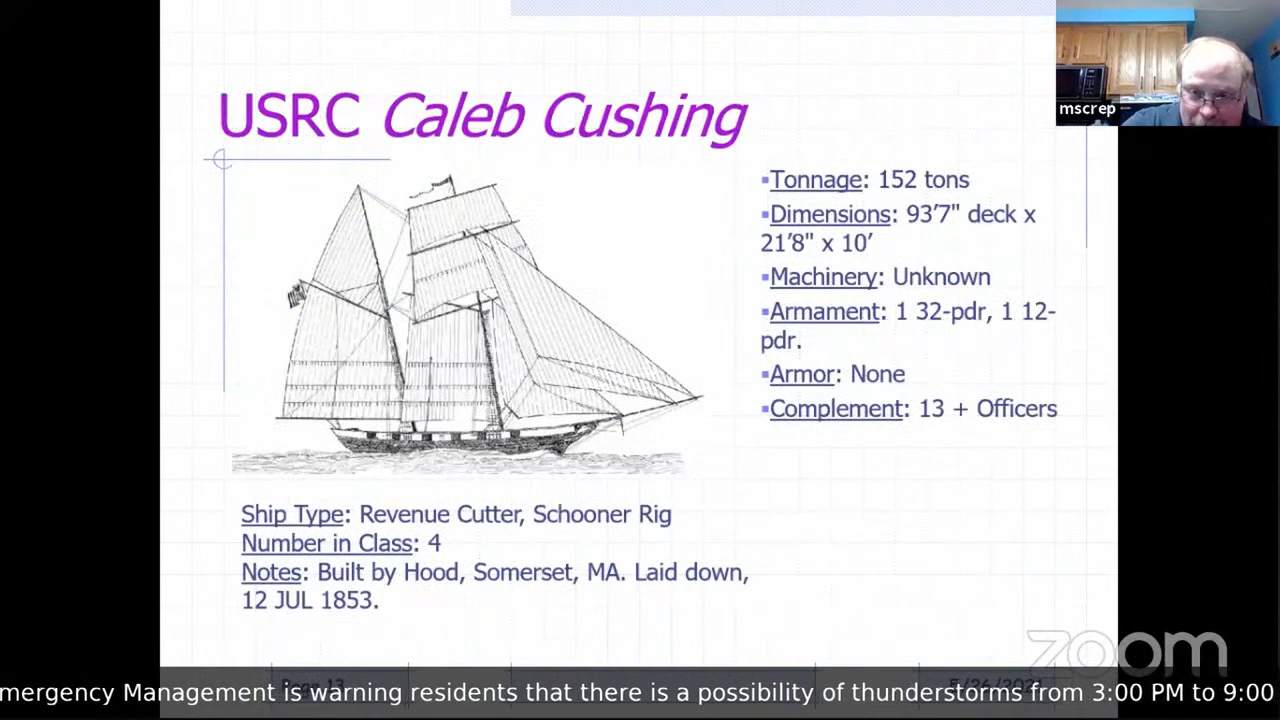 USRC Caleb Cushing
mscrep
▪Tonnage: 152 tons
▪Dimensions: 93'7" deck x
21'8" x 10'
▪Machinery: Unknown
▪Armament: 1 32-pdr, 1 12-
pdr.
▪Armor: None
▪Complement: 13 + Officers
Ship Type: Revenue Cutter, Schooner Rig
Number in Class: 4
Notes: Built by Hood, Somerset, MA. Laid down,
12 JUL 1853.
zoom
mergency Management is warning residents that there is a possibility of thunderstorms from 3:00 PM to 9:00